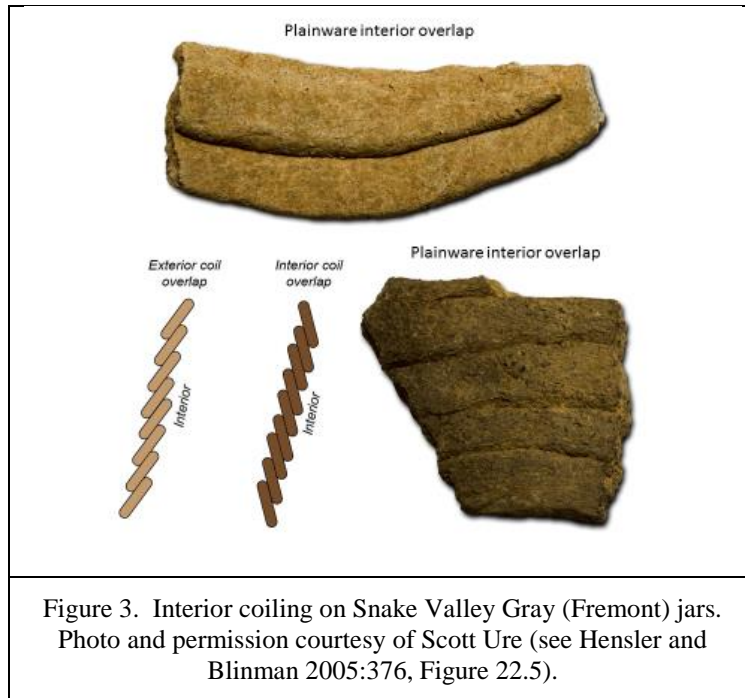 Plainware interior overlap
Plainware interior overlap
Exterior coil
overlap
Interior coil
overlap
Interior
Interior
Figure 3.  Interior coiling on Snake Valley Gray (Fremont) jars.
Photo and permission courtesy of Scott Ure (see Hensler and
Blinman 2005:376, Figure 22.5).